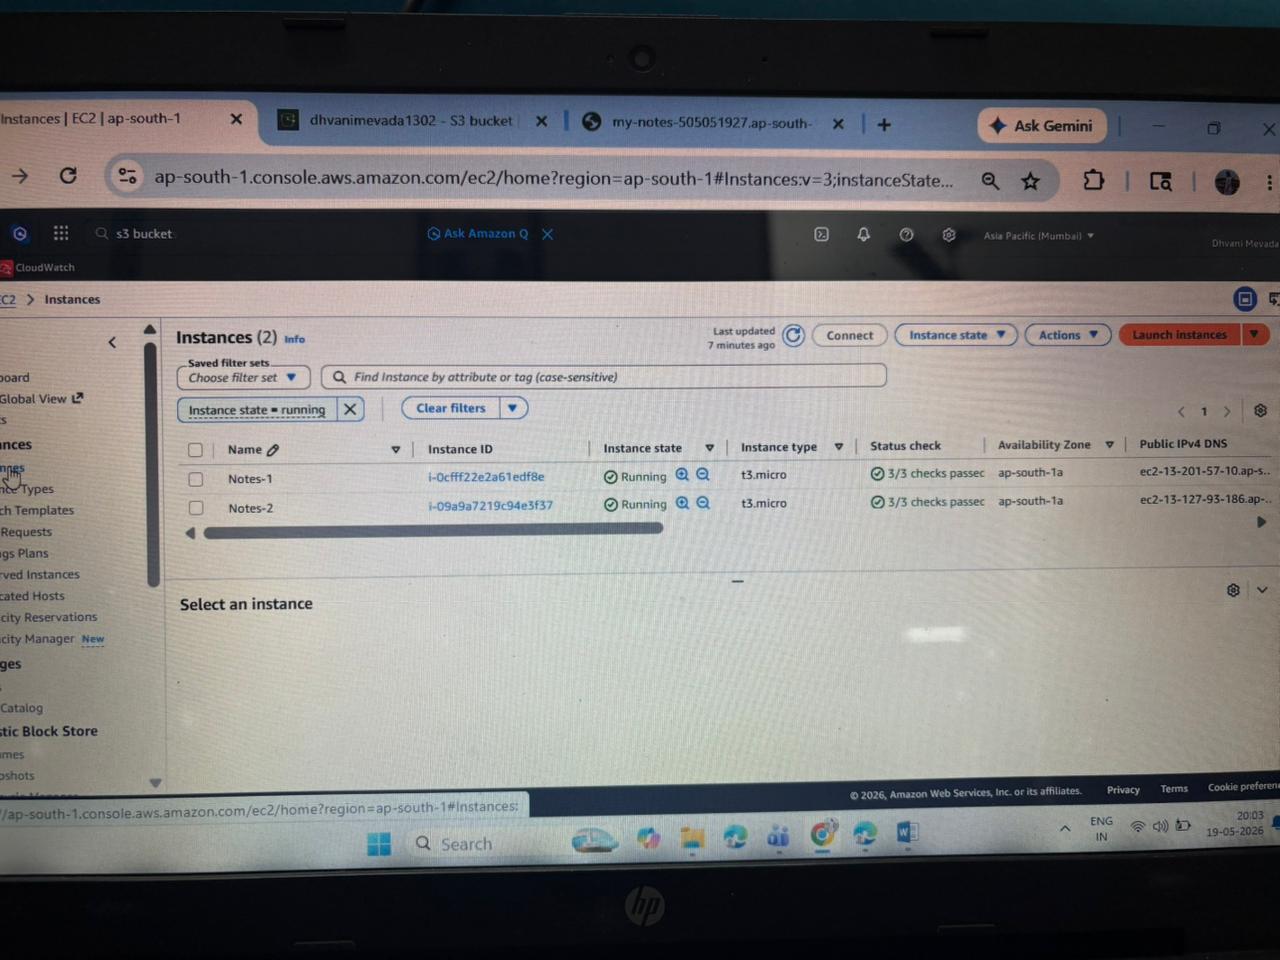 Instances | EC2 | ap-south-1
dhvanimevada1302 - S3 bucket
my-notes-505051927.ap-south-
Ask Gemini
ap-south-1.console.aws.amazon.com/ec2/home?region=ap-south-1#Instances:v=3;instanceState...
s3 bucket
Ask Amazon Q
Asia Pacific (Mumbai)
Dhvani Mevada
CloudWatch
EC2 > Instances
Instances (2) Info
Last updated
7 minutes ago
Connect
Instance state
Actions
Launch instances
Saved filter sets
Choose filter set
Find Instance by attribute or tag (case-sensitive)
Instance state = running
Clear filters
1
Name
Instance ID
Instance state
Instance type
Status check
Availability Zone
Public IPv4 DNS
Notes-1 i-0cfff22e2a61edf8e Running t3.micro 3/3 checks passec ap-south-1a ec2-13-201-57-10.ap-s...
Notes-2 i-09a9a7219c94e3f37 Running t3.micro 3/3 checks passec ap-south-1a ec2-13-127-93-186.ap-...
Select an instance
board
Global View
ts
ances
nces
nce Types
ch Templates
Requests
ngs Plans
rved Instances
cated Hosts
city Reservations
city Manager New
ges
Catalog
stic Block Store
mes
pshots
//ap-south-1.console.aws.amazon.com/ec2/home?region=ap-south-1#Instances:
© 2026, Amazon Web Services, Inc. or its affiliates.
Privacy
Terms
Cookie preferen
Search
ENG
IN
20:03
19-05-2026
hp